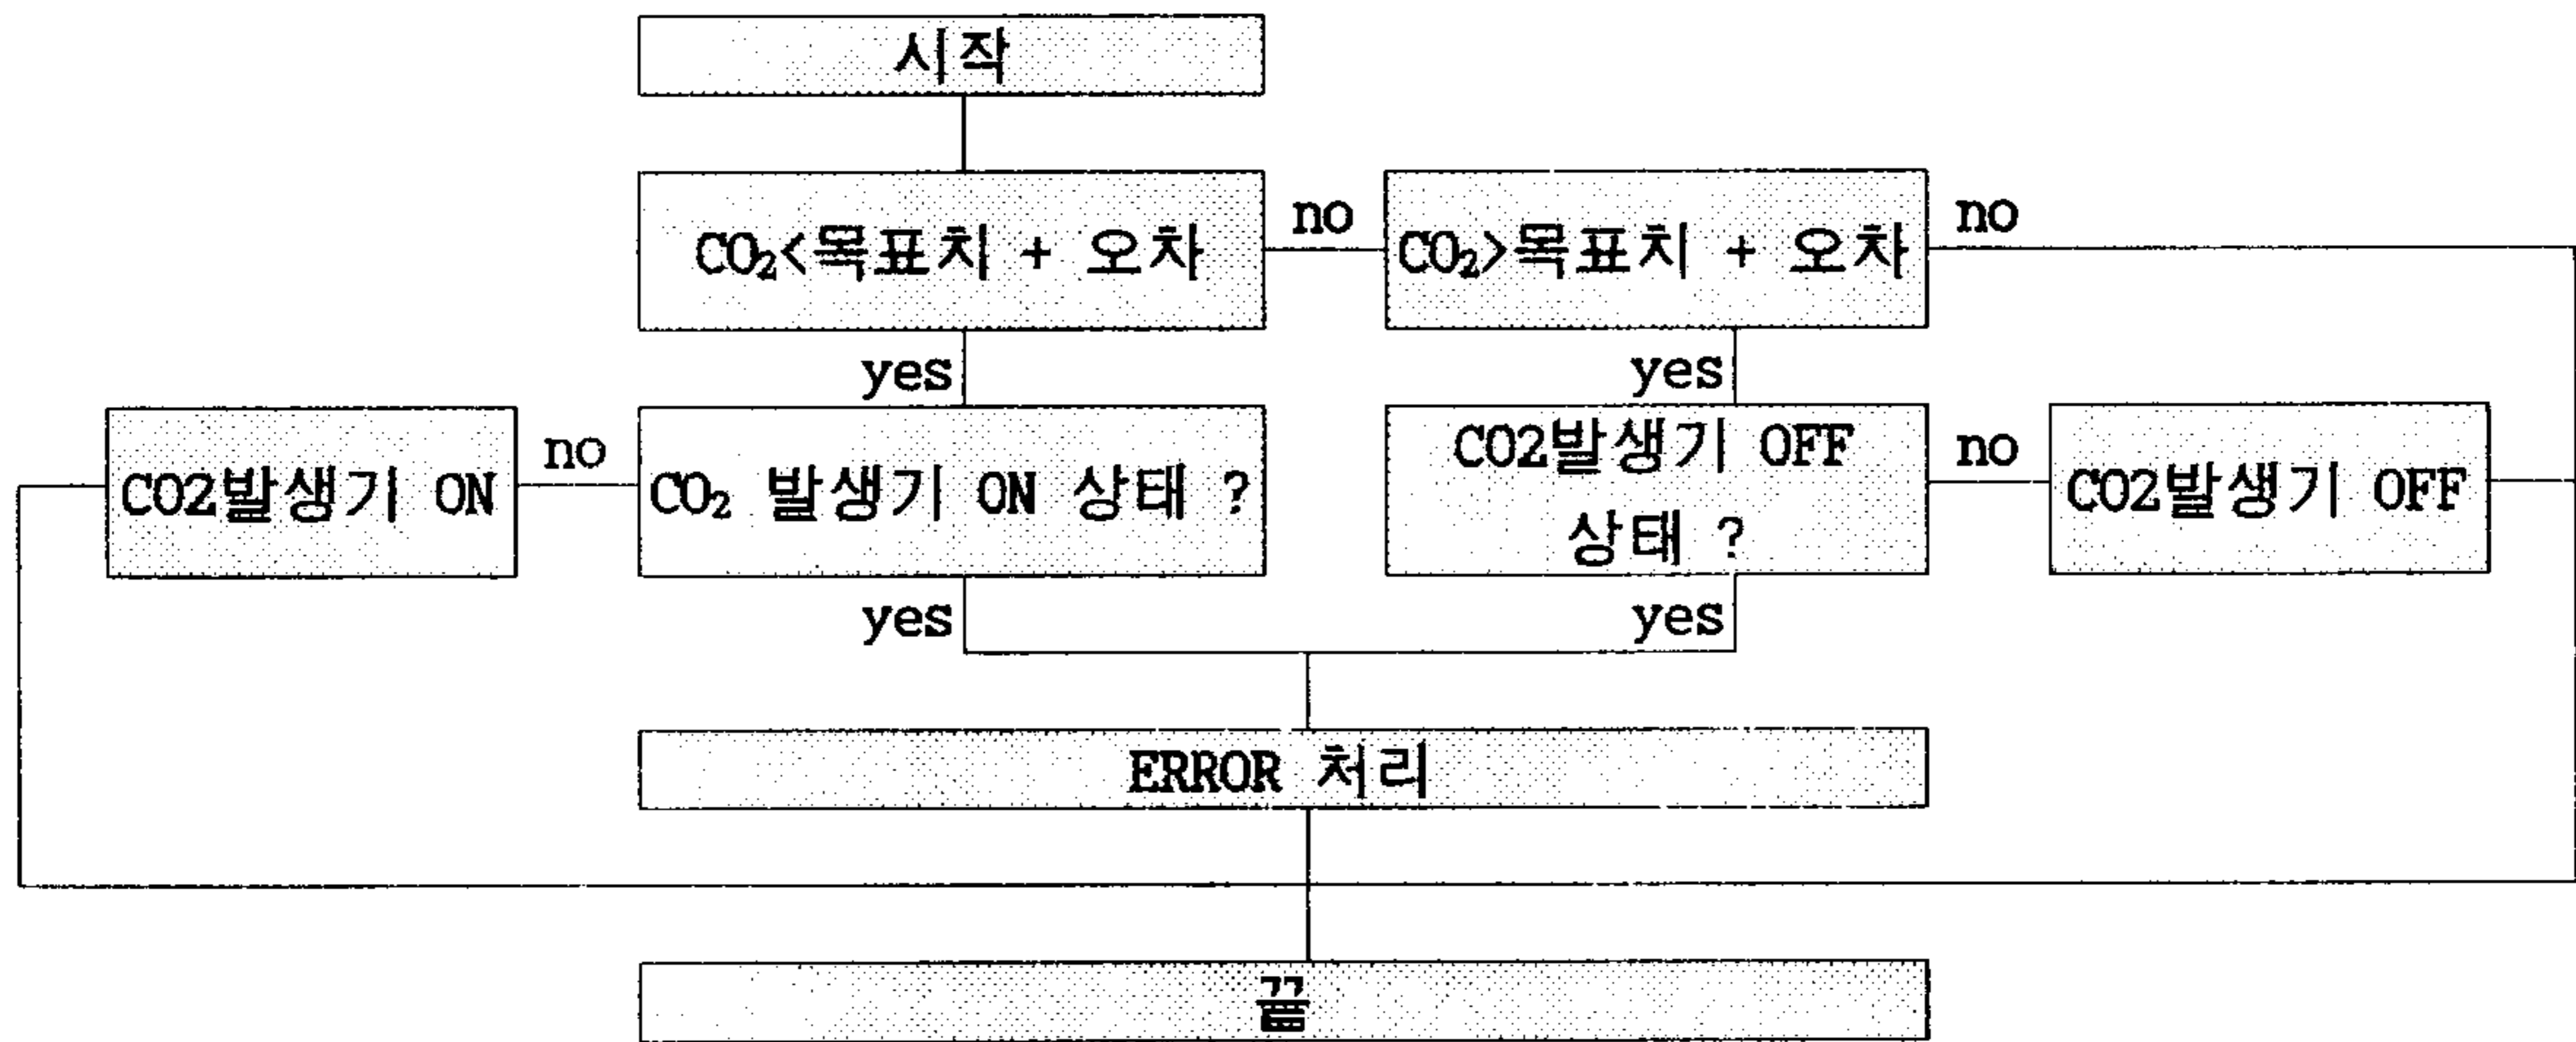 시작
CO₂<목표치 + 오차
no
CO₂>목표치 + 오차
no
yes
yes
CO2발생기 ON
no
CO₂ 발생기 ON 상태 ?
CO2발생기 OFF
상태 ?
no
CO2발생기 OFF
yes
yes
ERROR 처리
끝